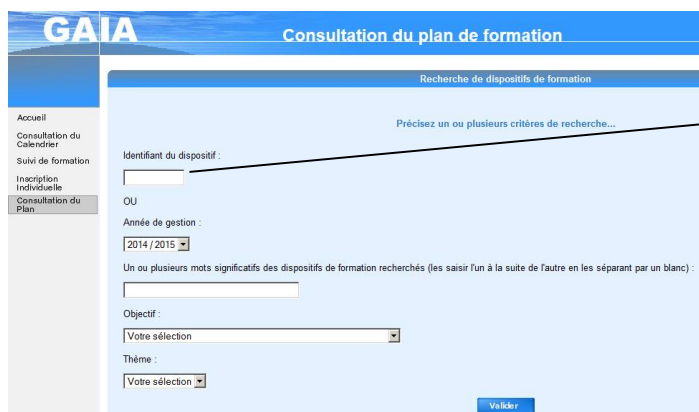 GAIA
Consultation du plan de formation
Recherche de dispositifs de formation
Accueil
Consultation du
Calendrier
Suivi de formation
Inscription
Individuelle
Consultation du
Plan
Précisez un ou plusieurs critères de recherche...
Identifiant du dispositif :
OU
Année de gestion :
2014 / 2015
Un ou plusieurs mots significatifs des dispositifs de formation recherchés (les saisir l'un à la suite de l'autre en les séparant par un blanc) :
Objectif :
Votre sélection
Thème :
Votre sélection
Valider